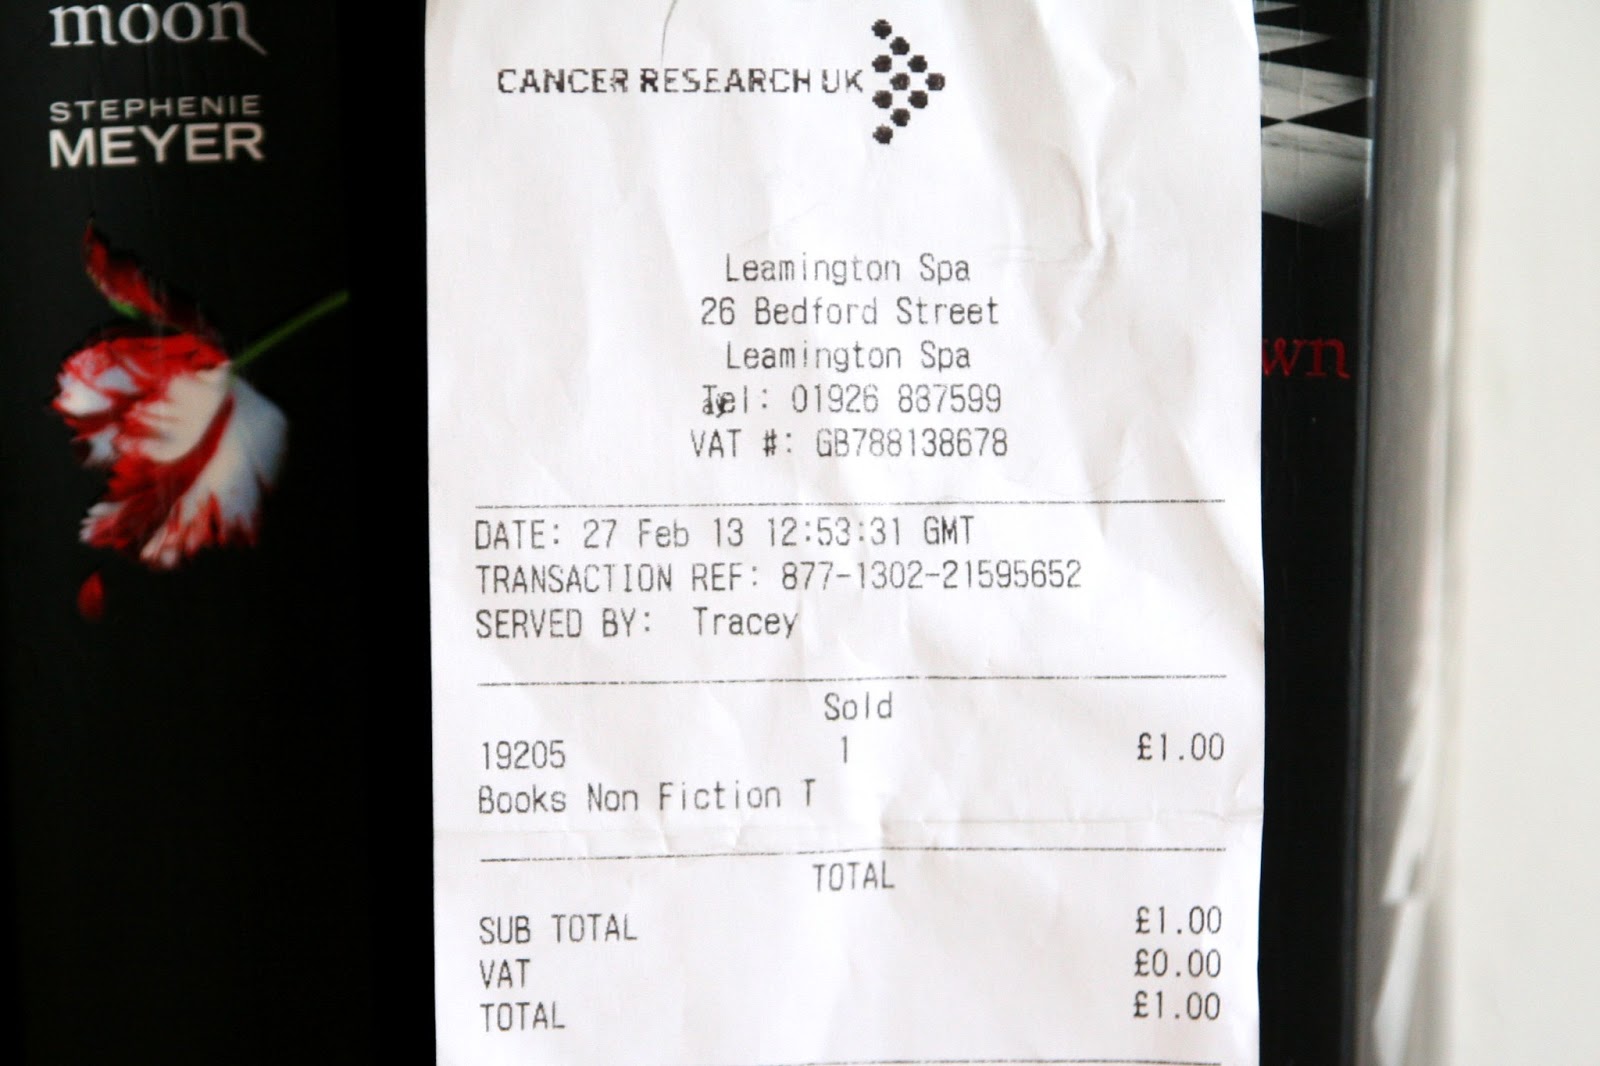 moon
STEPHENIE
MEYER
CANCER RESEARCH UK
Leamington Spa
26 Bedford Street
Leamington Spa
Tel: 01926 887599
VAT #: GB788138678
DATE: 27 Feb 13 12:53:31 GMT
TRANSACTION REF: 877-1302-21595652
SERVED BY: Tracey
Sold
19205 1 £1.00
Books Non Fiction T
TOTAL
SUB TOTAL £1.00
VAT £0.00
TOTAL £1.00
wn